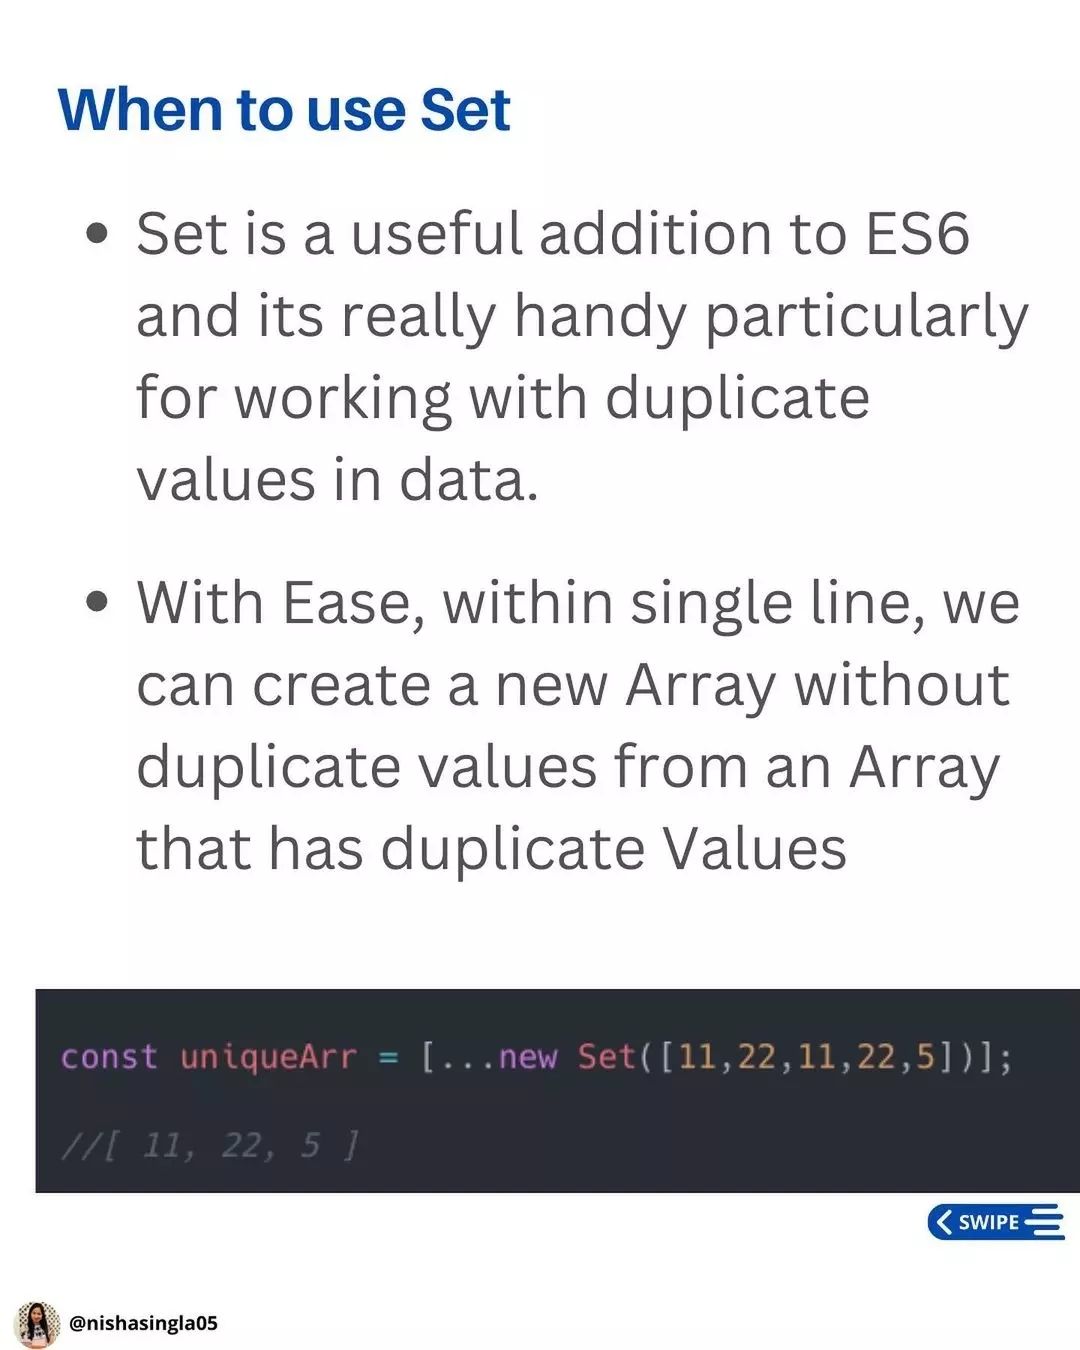 When to use Set
• Set is a useful addition to ES6
and its really handy particularly
for working with duplicate
values in data.
• With Ease, within single line, we
can create a new Array without
duplicate values from an Array
that has duplicate Values
const uniqueArr = [...new Set([11,22,11,22,5])];
//[ 11, 22, 5 ]
SWIPE
@nishasingla05